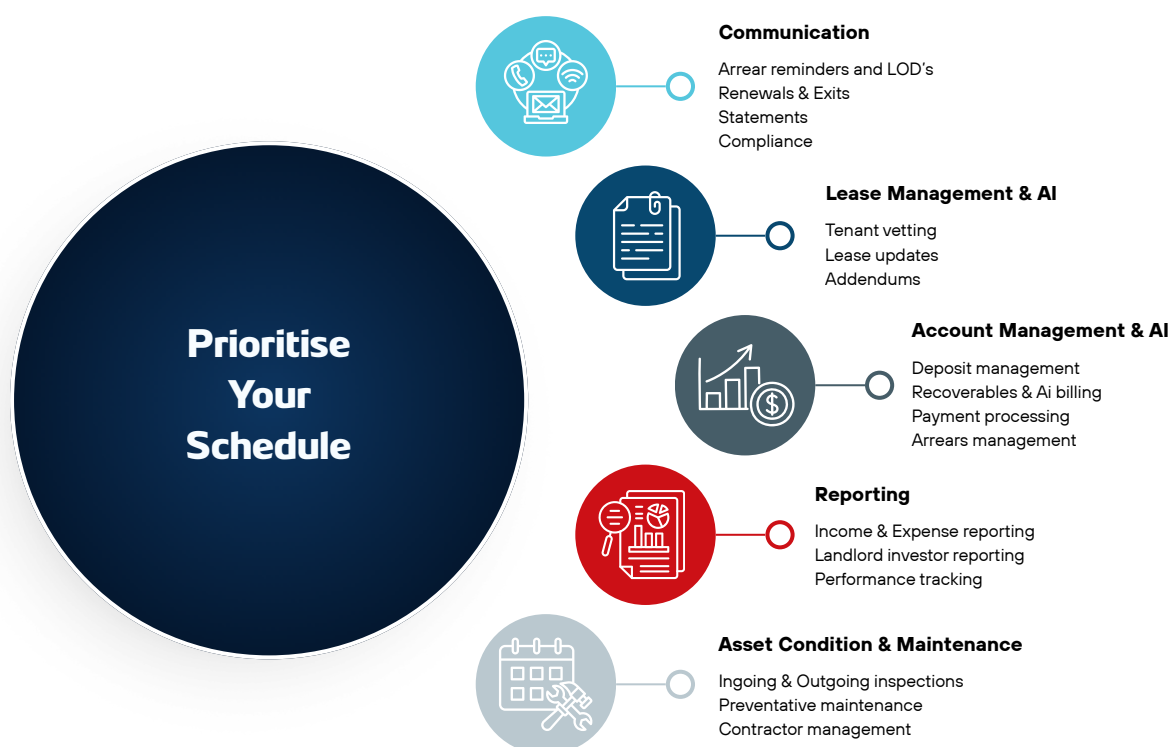 Prioritise
Your
Schedule
Communication
Arrear reminders and LOD's
Renewals & Exits
Statements
Compliance
Lease Management & AI
Tenant vetting
Lease updates
Addendums
Account Management & AI
Deposit management
Recoverables & Ai billing
Payment processing
Arrears management
Reporting
Income & Expense reporting
Landlord investor reporting
Performance tracking
Asset Condition & Maintenance
Ingoing & Outgoing inspections
Preventative maintenance
Contractor management
$